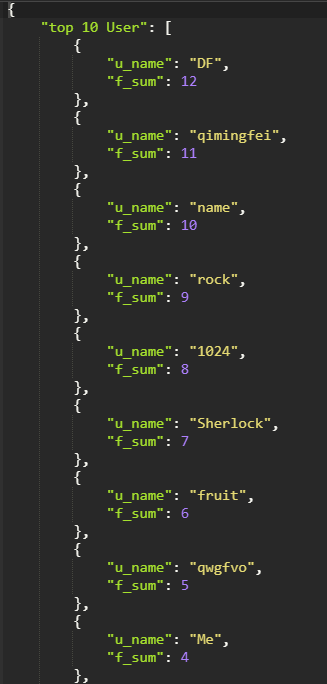 {
"top 10 User": [
{
"u_name": "DF",
"f_sum": 12
},
{
"u_name": "qimingfei",
"f_sum": 11
},
{
"u_name": "name",
"f_sum": 10
},
{
"u_name": "rock",
"f_sum": 9
},
{
"u_name": "1024",
"f_sum": 8
},
{
"u_name": "Sherlock",
"f_sum": 7
},
{
"u_name": "fruit",
"f_sum": 6
},
{
"u_name": "qwgfvo",
"f_sum": 5
},
{
"u_name": "Me",
"f_sum": 4
},